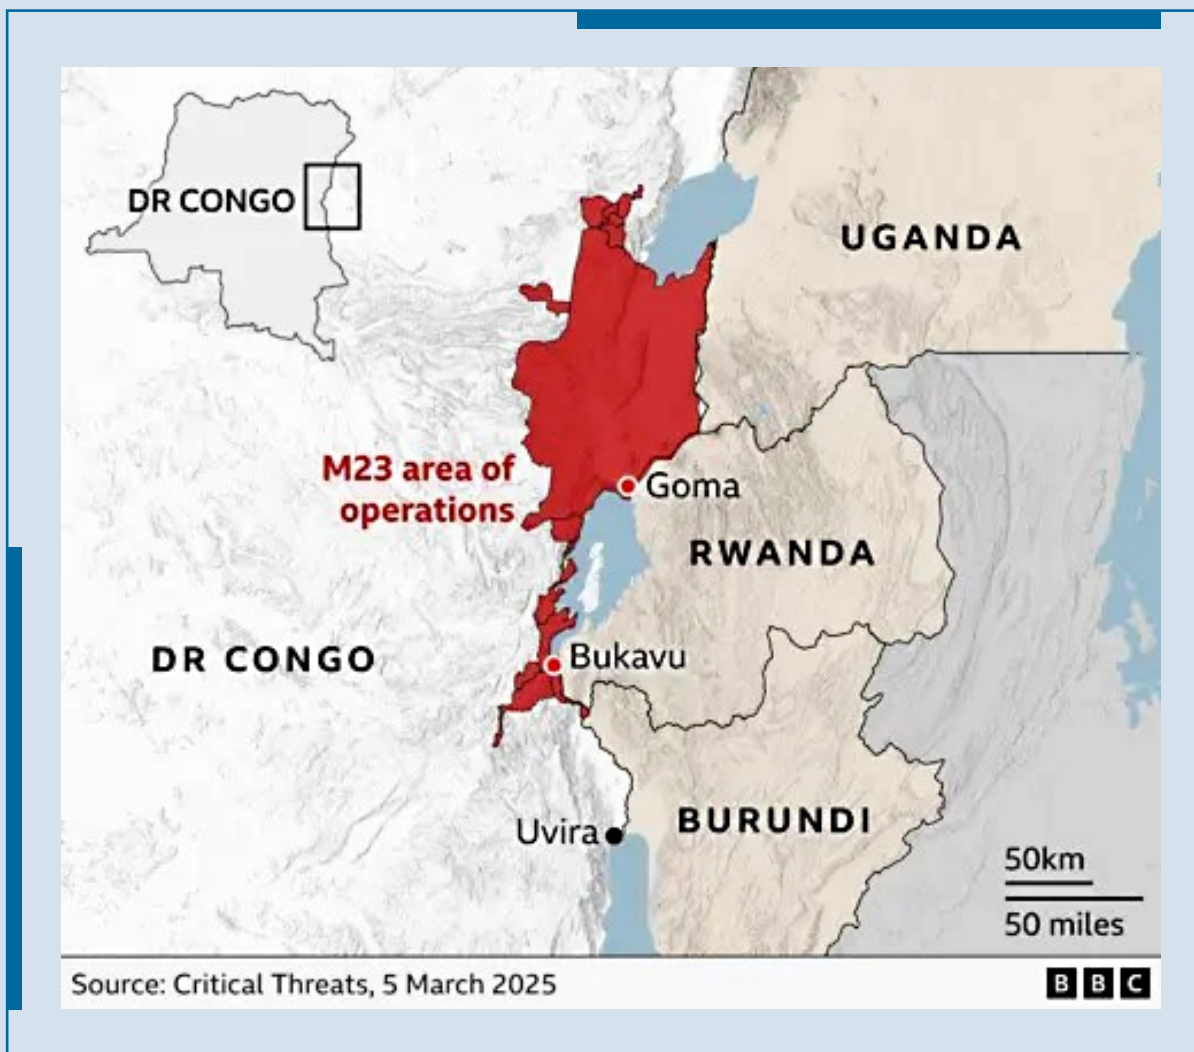 DR CONGO
UGANDA
M23 area of
operations
Goma
RWANDA
DR CONGO
Bukavu
Uvira
BURUNDI
50km
50 miles
Source: Critical Threats, 5 March 2025
BBC